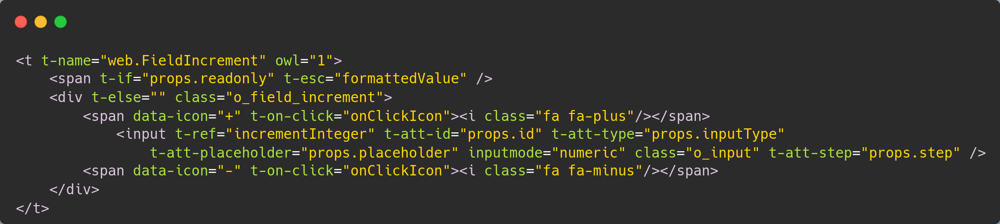 <t t-name="web.FieldIncrement" owl="1">
    <span t-if="props.readonly" t-esc="formattedValue" />
    <div t-else="" class="o_field_increment">
        <span data-icon="+" t-on-click="onClickIcon"><i class="fa fa-plus"/></span>
            <input t-ref="incrementInteger" t-att-id="props.id" t-att-type="props.inputType"
                t-att-placeholder="props.placeholder" inputmode="numeric" class="o_input" t-att-step="props.step" />
        <span data-icon="-" t-on-click="onClickIcon"><i class="fa fa-minus"/></span>
    </div>
</t>